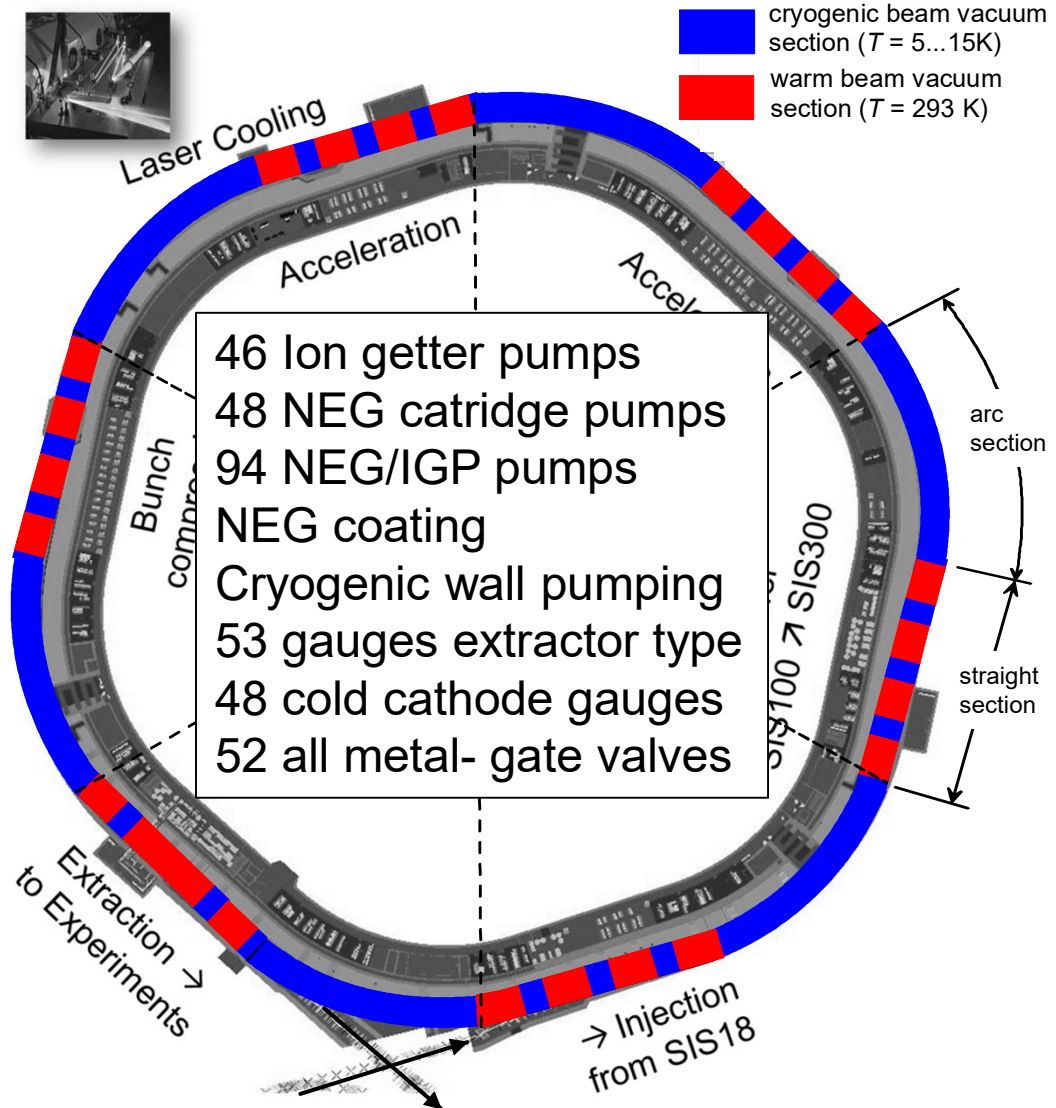 cryogenic beam vacuum
section (T = 5...15K)
warm beam vacuum
section (T = 293 K)
Laser Cooling
Acceleration
46 Ion getter pumps
48 NEG catridge pumps
94 NEG/IGP pumps
NEG coating
Cryogenic wall pumping
53 gauges extractor type
48 cold cathode gauges
52 all metal- gate valves
Bunch
arc
section
straight
section
SIS100 ↗ SIS300
Extraction →
to Experiments
→ Injection
from SIS18